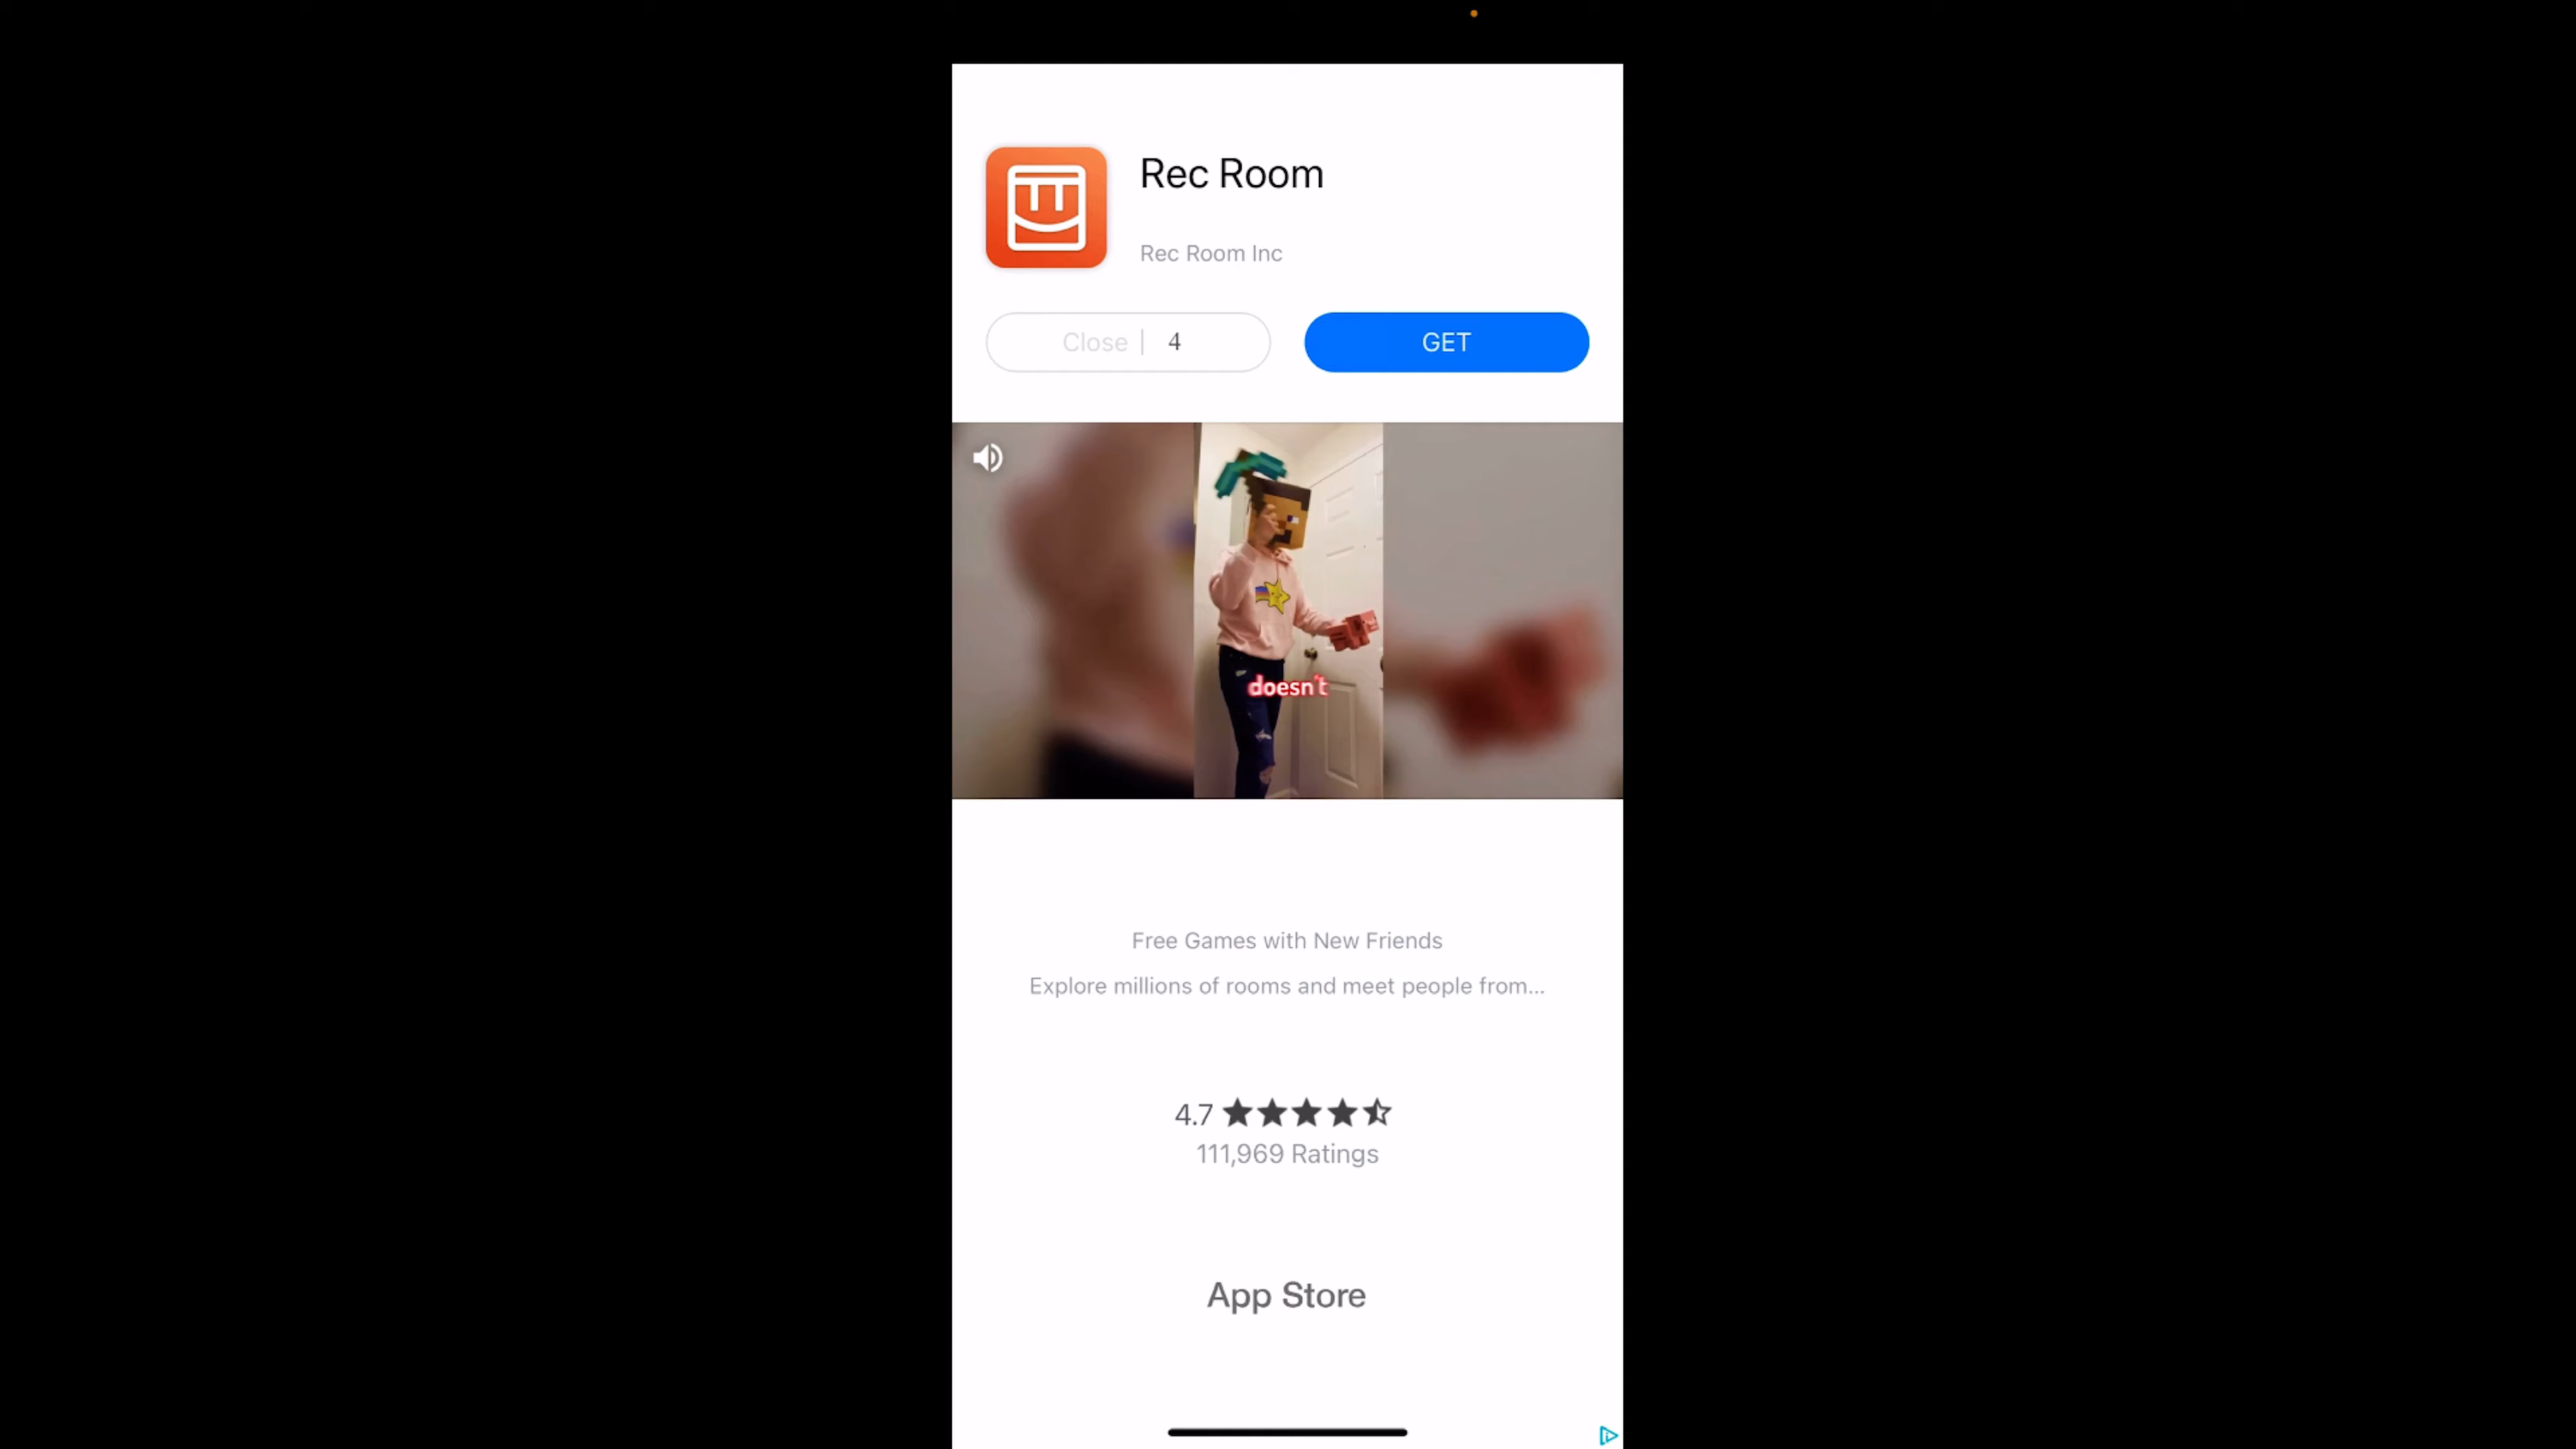 Rec Room
Rec Room Inc
Close | 4
GET
doesn't
Free Games with New Friends
Explore millions of rooms and meet people from...
4.7
111,969 Ratings
App Store